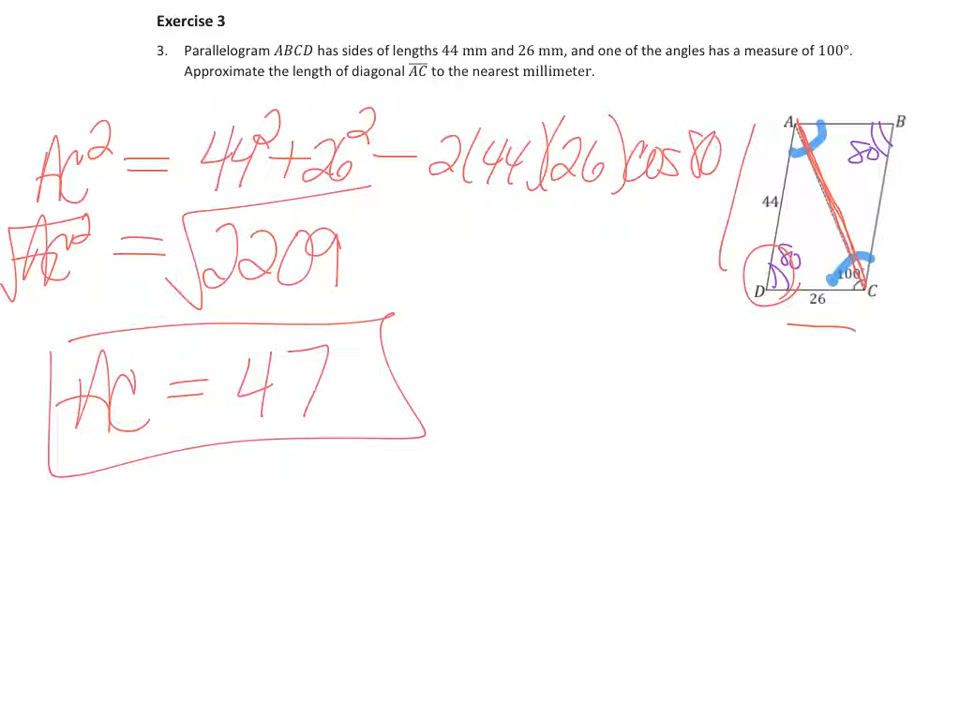 Exercise 3
3. Parallelogram ABCD has sides of lengths 44 mm and 26 mm, and one of the angles has a measure of 100°.
Approximate the length of diagonal A̅C̅ to the nearest millimeter.
AC² = 44² + 26² − 2(44)(26)cos 80
√AC² = √2209
AC = 47
A B
80
44
80
100°
D C
26